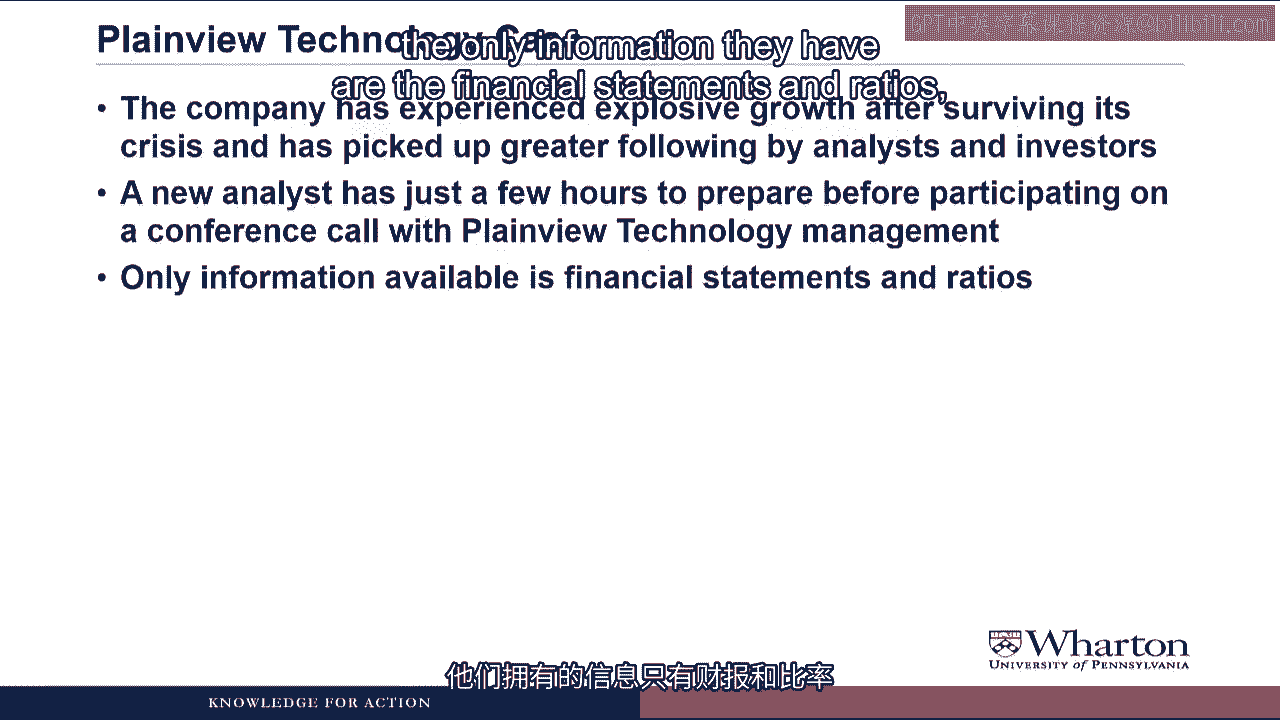 Plainview Technology
the only information they have
are the financial statements and ratios,
• The company has experienced explosive growth after surviving its
crisis and has picked up greater following by analysts and investors
• A new analyst has just a few hours to prepare before participating on
a conference call with Plainview Technology management
• Only information available is financial statements and ratios
Wharton
UNIVERSITY of PENNSYLVANIA
他们拥有的信息只有财报和比率
KNOWLEDGE FOR ACTION